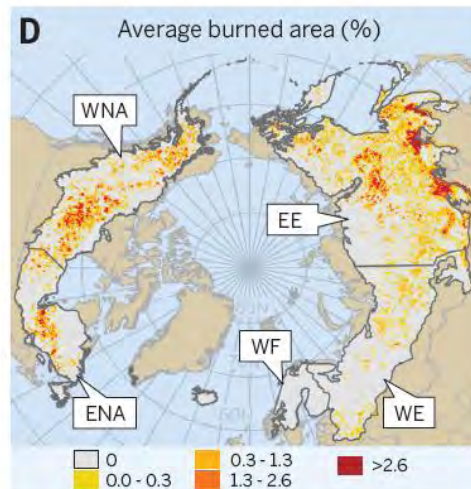 D
Average burned area (%)
WNA
EE
WF
ENA
WE
0
0.0 - 0.3
0.3 - 1.3
1.3 - 2.6
>2.6